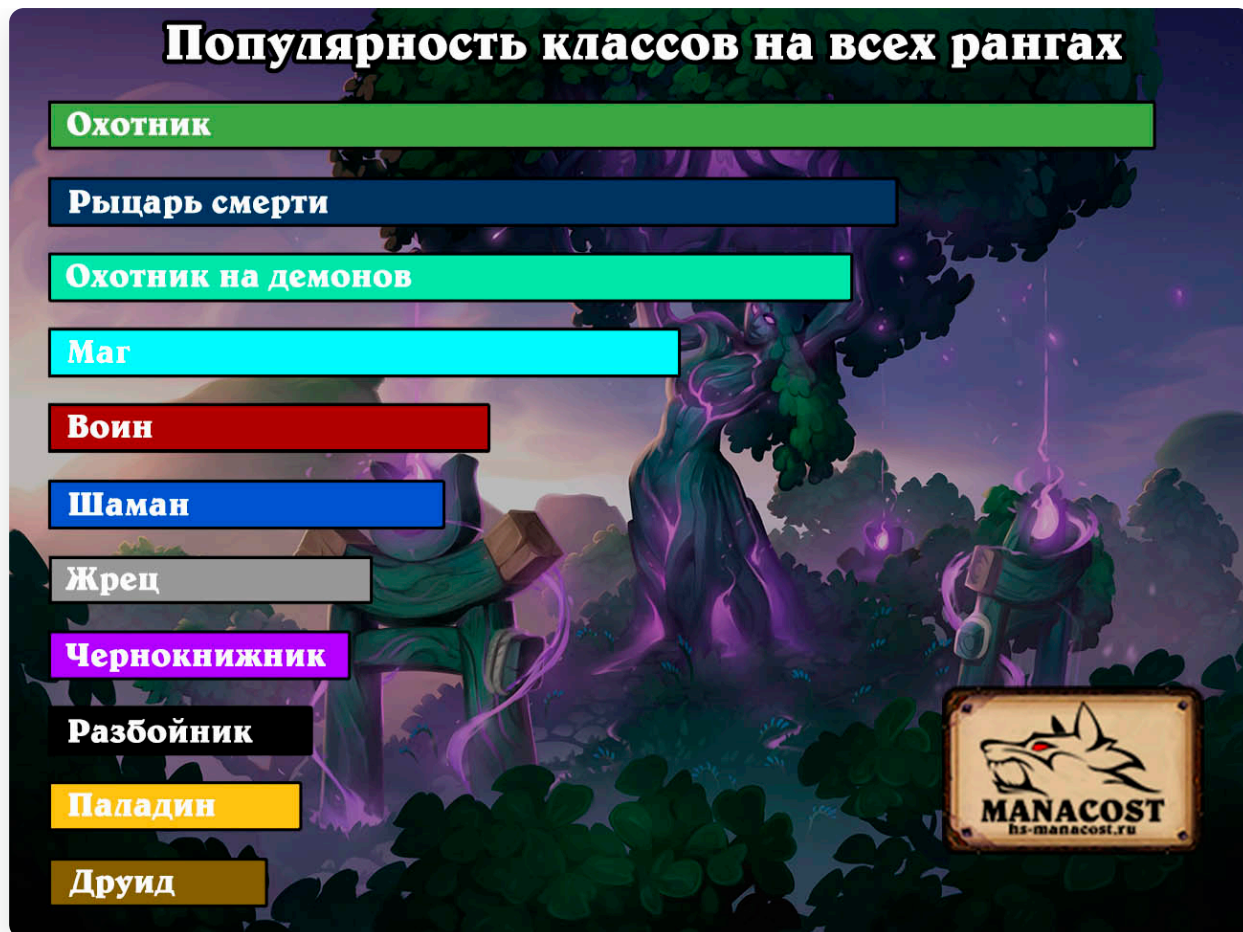 Популярность классов на всех рангах
Охотник
Рыцарь смерти
Охотник на демонов
Маг
Воин
Шаман
Жрец
Чернокнижник
Разбойник
Паладин
Друид
MANACOST
hs-manacost.ru